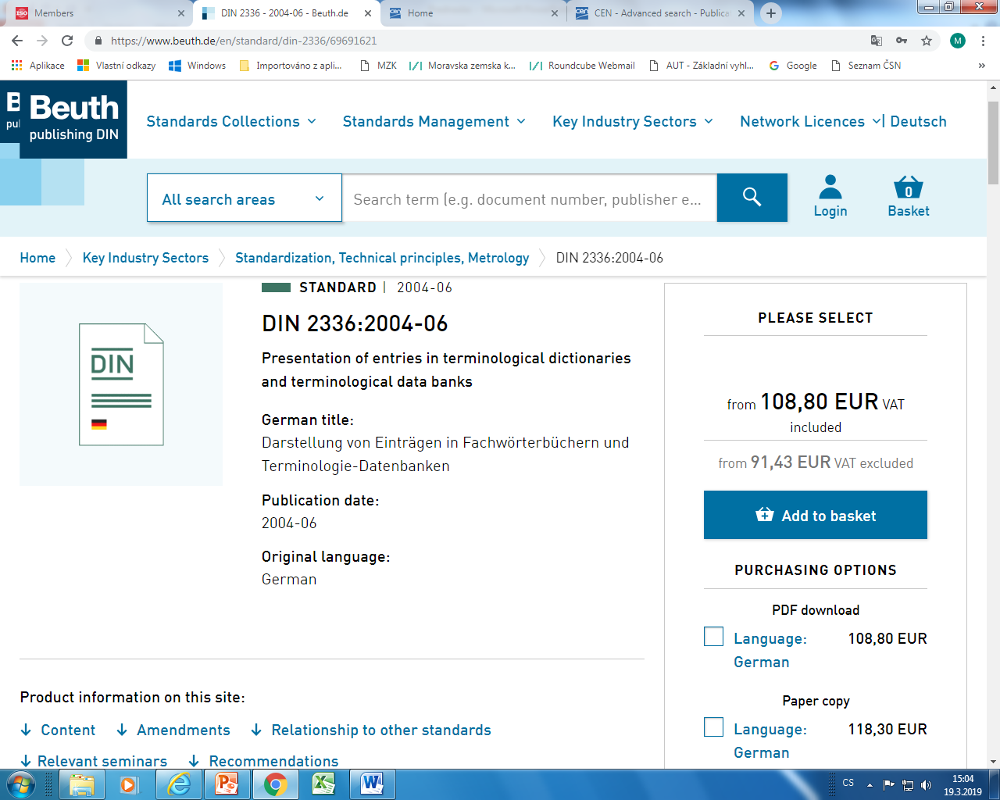 Members
DIN 2336 - 2004-06 - Beuth.de
Home
CEN - Advanced search - Publica
https://www.beuth.de/en/standard/din-2336/69691621
M
Aplikace
Vlastní odkazy
Windows
Importováno z apli...
MZK
Moravska zemska k...
Roundcube Webmail
AUT - Základní vyhl...
Google
Seznam ČSN
»
Beuth
publishing DIN
Standards Collections
Standards Management
Key Industry Sectors
Network Licences
| Deutsch
All search areas
Search term (e.g. document number, publisher e...
Login
0
Basket
Home
Key Industry Sectors
Standardization, Technical principles, Metrology
DIN 2336:2004-06
DIN
STANDARD | 2004-06
DIN 2336:2004-06
Presentation of entries in terminological dictionaries
and terminological data banks
German title:
Darstellung von Einträgen in Fachwörterbüchern und
Terminologie-Datenbanken
Publication date:
2004-06
Original language:
German
PLEASE SELECT
from 108,80 EUR VAT
included
from 91,43 EUR VAT excluded
Add to basket
PURCHASING OPTIONS
PDF download
Language: 108,80 EUR
German
Paper copy
Language: 118,30 EUR
German
Product information on this site:
Content
Amendments
Relationship to other standards
Relevant seminars
Recommendations
CS
15:04
19.3.2019